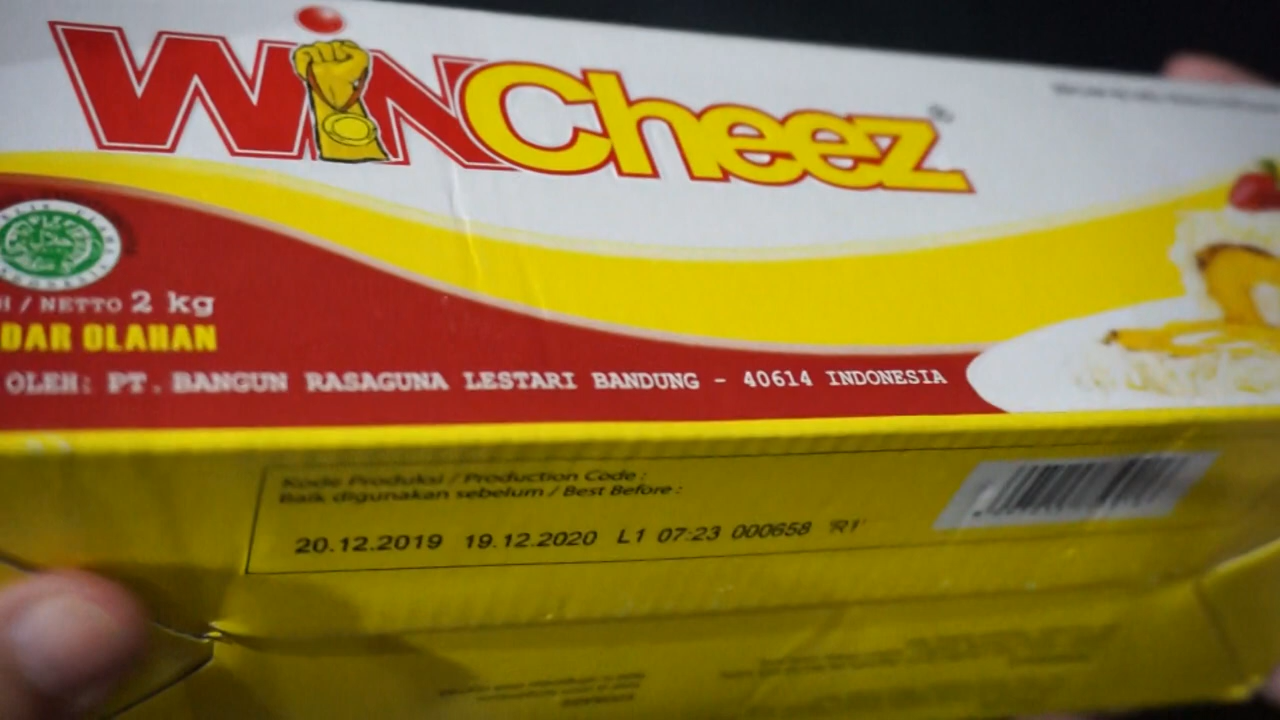 WiNCheez
I / NETTO 2 kg
DAR OLAHAN
OLEH: PT. BANGUN RASAGUNA LESTARI BANDUNG - 40614 INDONESIA
Kode Produksi / Production Code :
Baik digunakan sebelum / Best Before :
20.12.2019 19.12.2020 L1 07:23 000658 R1